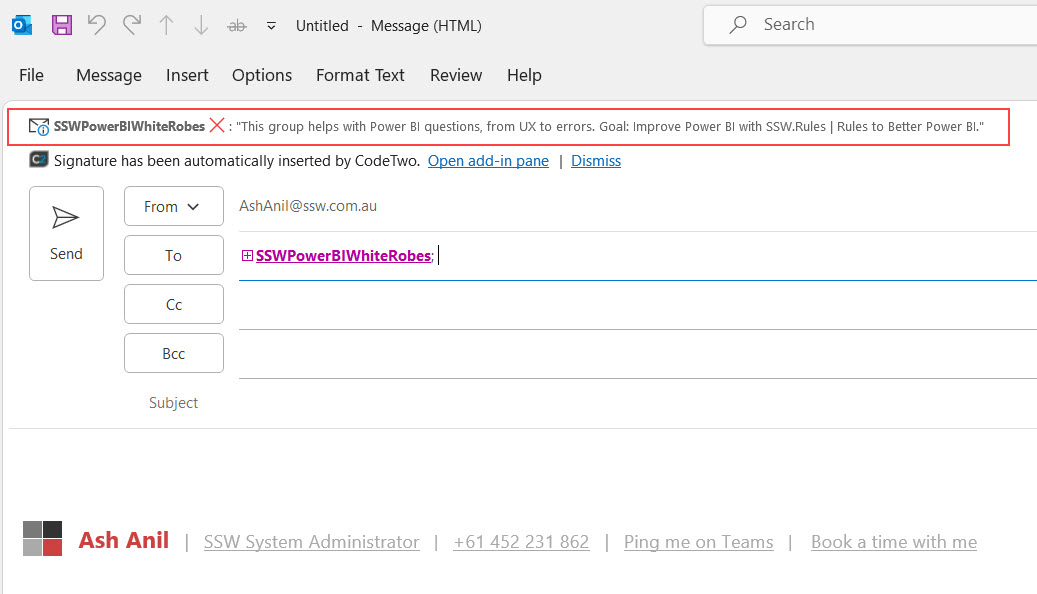 Untitled - Message (HTML)
Search
File Message Insert Options Format Text Review Help
SSWPowerBIWhiteRobes : "This group helps with Power BI questions, from UX to errors. Goal: Improve Power BI with SSW.Rules | Rules to Better Power BI."
Signature has been automatically inserted by CodeTwo. Open add-in pane | Dismiss
Send
From AshAnil@ssw.com.au
To SSWPowerBIWhiteRobes;
Cc
Bcc
Subject
Ash Anil | SSW System Administrator | +61 452 231 862 | Ping me on Teams | Book a time with me